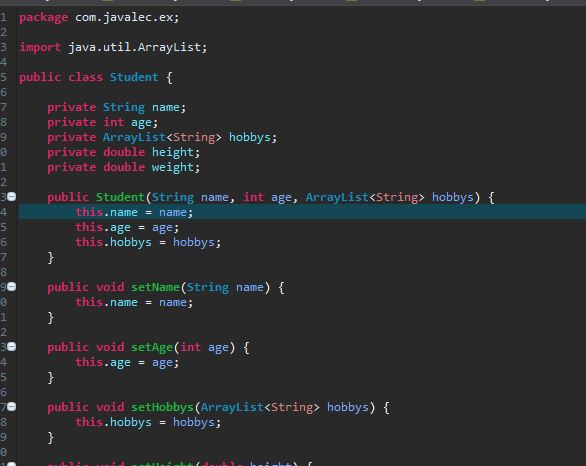 1 package com.javalec.ex;
2
3 import java.util.ArrayList;
4
5 public class Student {
6
7 private String name;
8 private int age;
9 private ArrayList<String> hobbys;
0 private double height;
1 private double weight;
2
3 public Student(String name, int age, ArrayList<String> hobbys) {
4 this.name = name;
5 this.age = age;
6 this.hobbys = hobbys;
7 }
8
9 public void setName(String name) {
0 this.name = name;
1 }
2
3 public void setAge(int age) {
4 this.age = age;
5 }
6
7 public void setHobbys(ArrayList<String> hobbys) {
8 this.hobbys = hobbys;
9 }
0
public void setHeight(double height) {